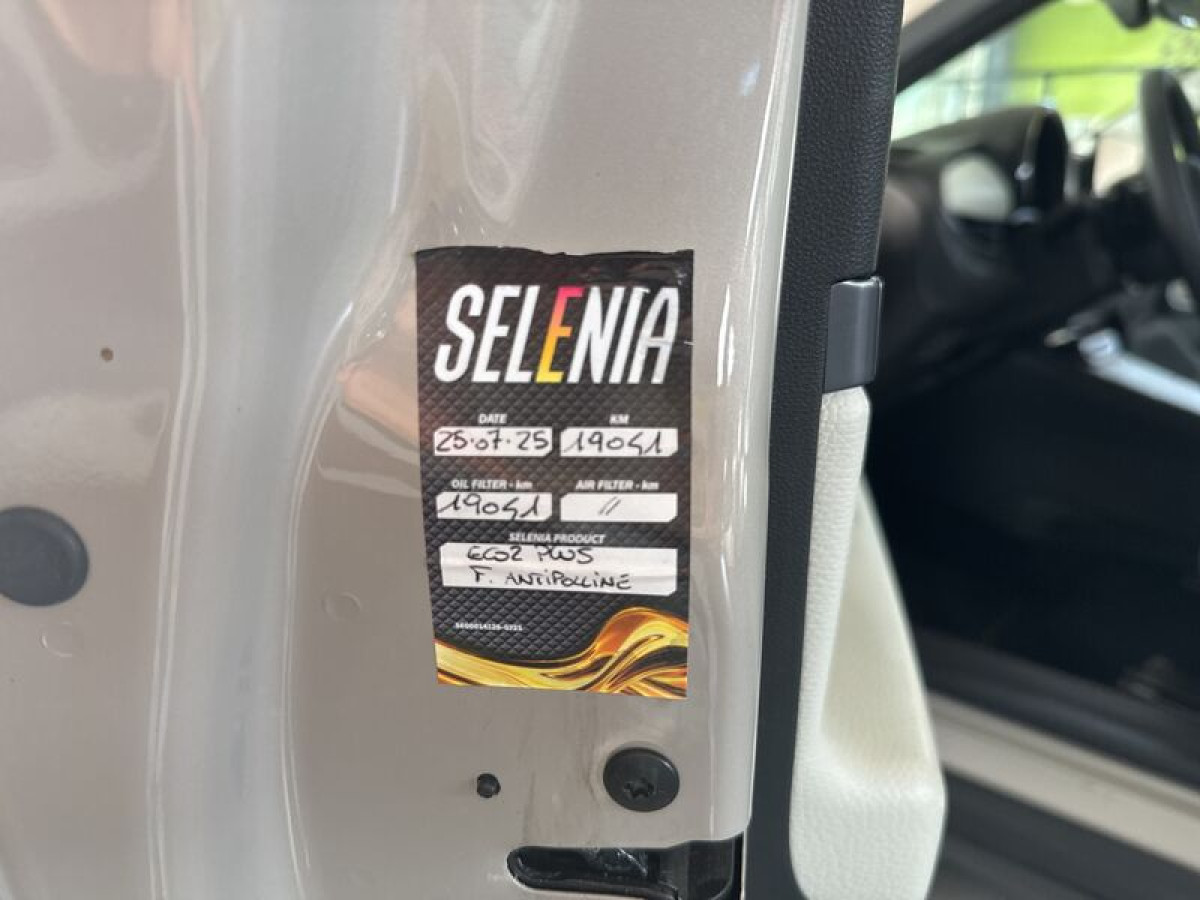 SELENIA
DATE KM
25.07.25 19041
OIL FILTER - km AIR FILTER - km
19041 //
SELENIA PRODUCT
ECO2 PLUS
F. ANTIPOLLINE